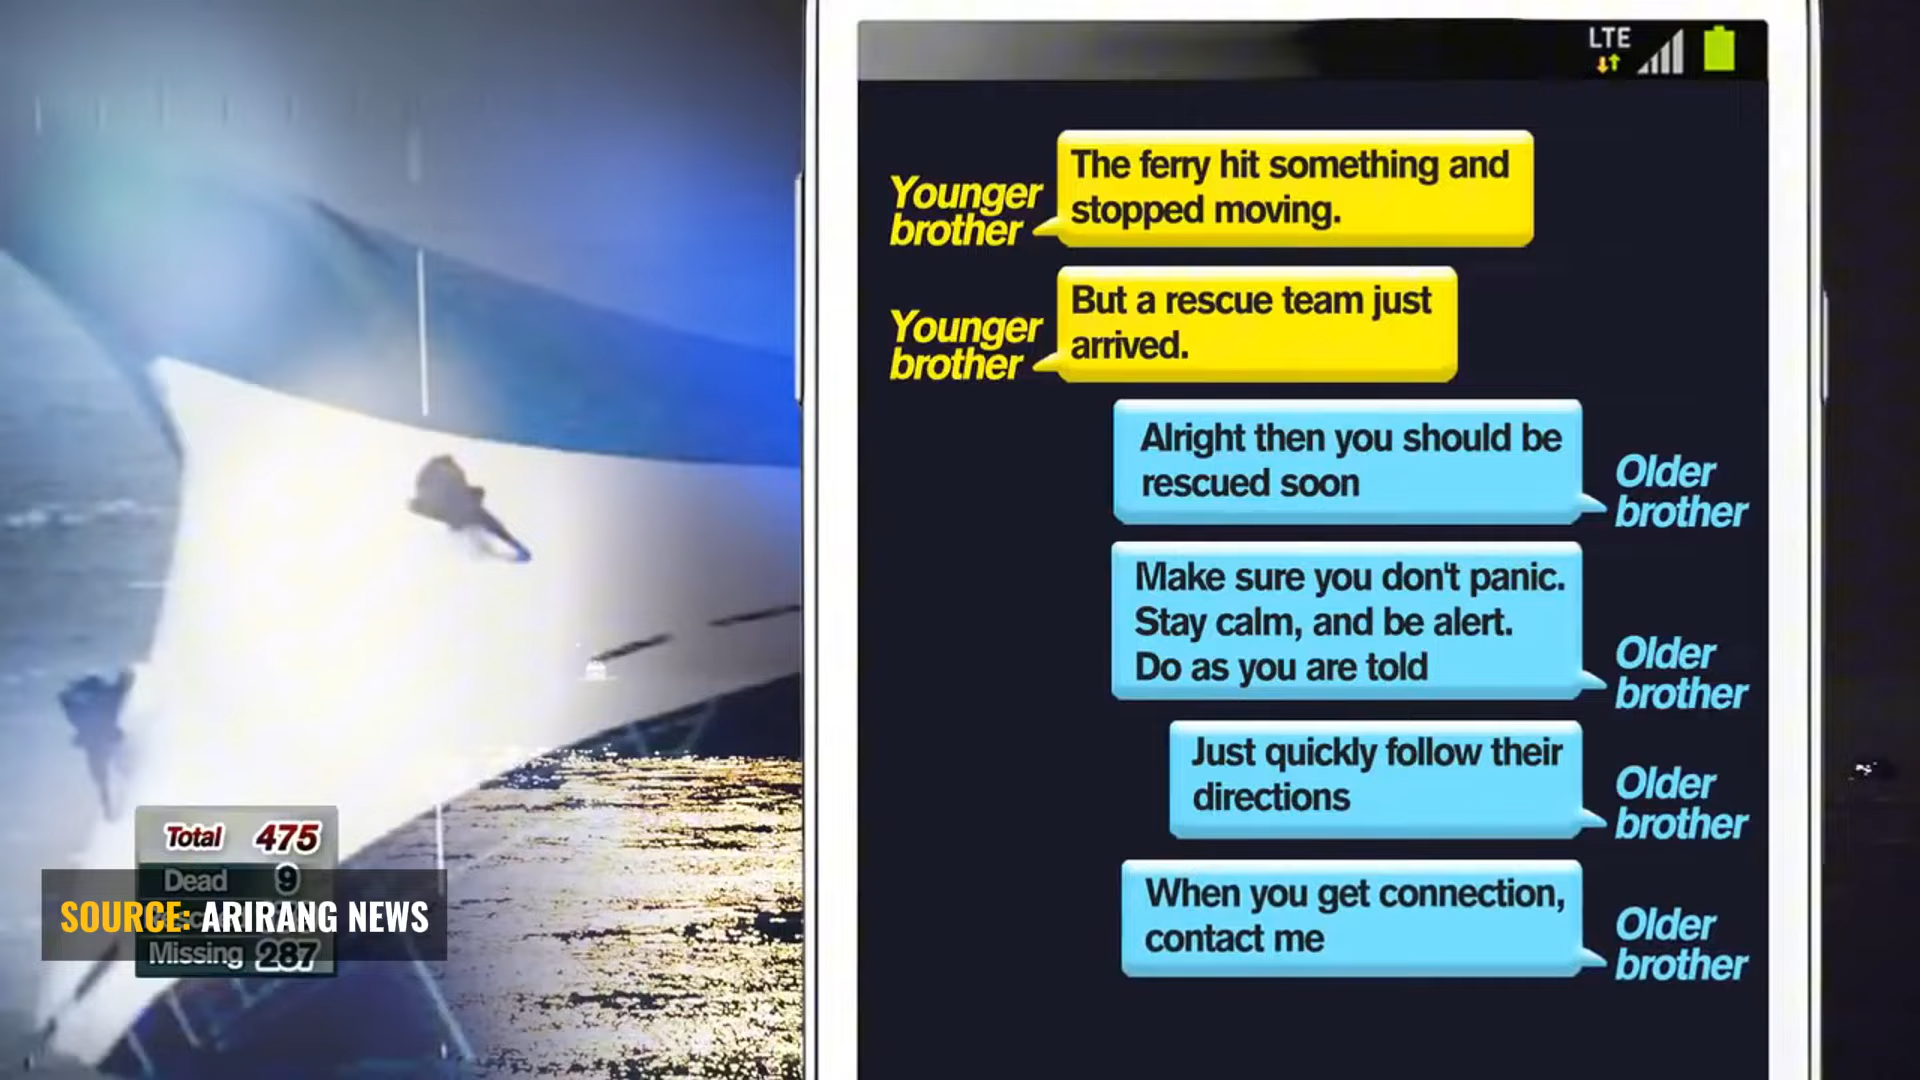 LTE
Younger
brother
The ferry hit something and
stopped moving.
Younger
brother
But a rescue team just
arrived.
Alright then you should be
rescued soon
Older
brother
Make sure you don't panic.
Stay calm, and be alert.
Do as you are told
Older
brother
Just quickly follow their
directions
Older
brother
When you get connection,
contact me
Older
brother
Total 475
Dead 9
SOURCE: ARIRANG NEWS
Missing 287